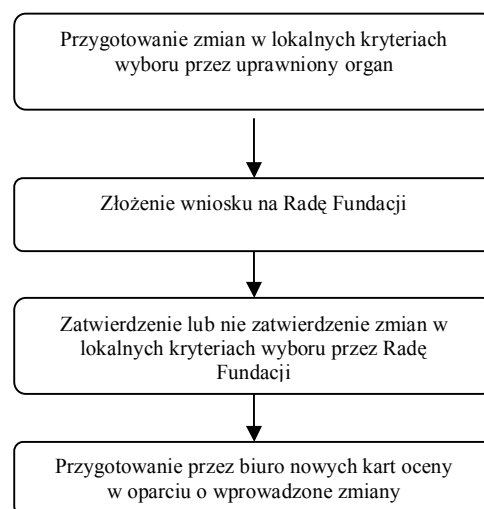 Przygotowanie zmian w lokalnych kryteriach
wyboru przez uprawniony organ
Złożenie wniosku na Radę Fundacji
Zatwierdzenie lub nie zatwierdzenie zmian w
lokalnych kryteriach wyboru przez Radę
Fundacji
Przygotowanie przez biuro nowych kart oceny
w oparciu o wprowadzone zmiany